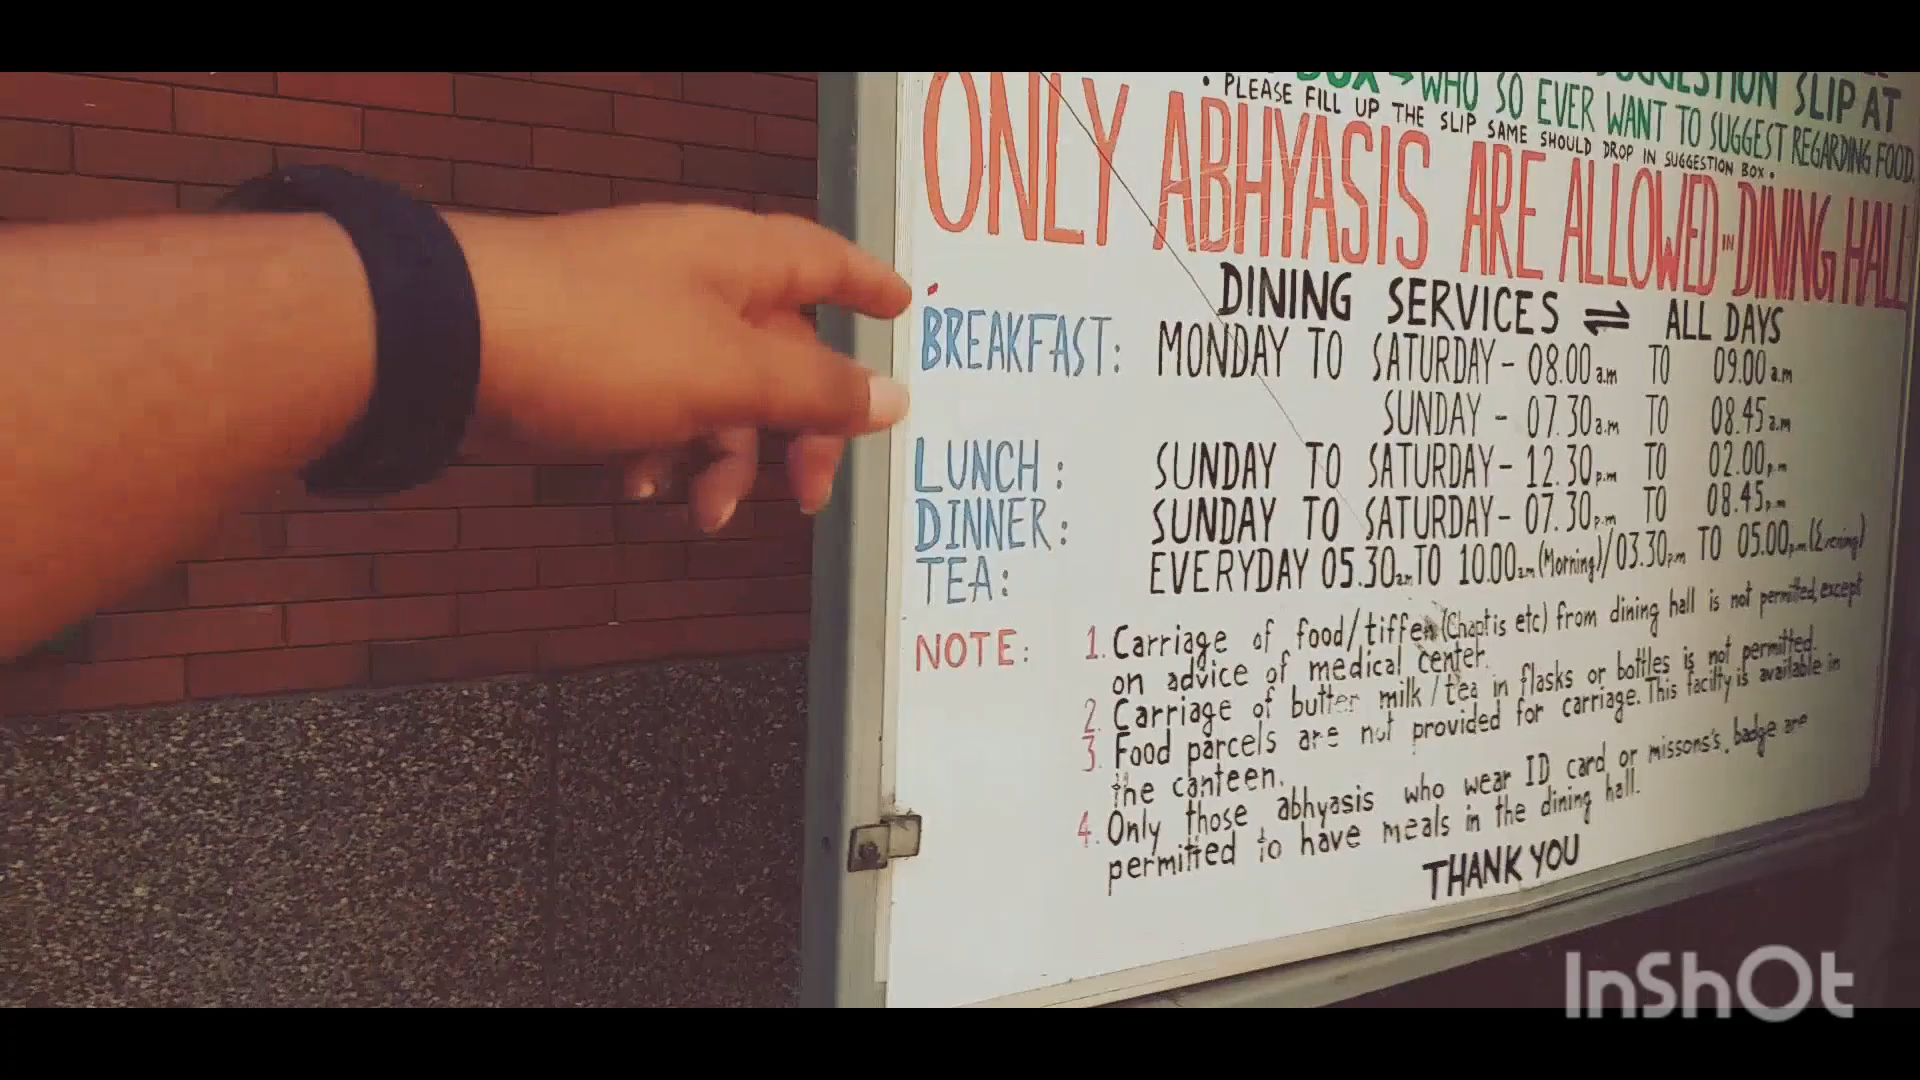 SUGGESTION SLIP AT
BOX → WHO SO EVER WANT TO SUGGEST REGARDING FOOD.
• PLEASE FILL UP THE SLIP SAME SHOULD DROP IN SUGGESTION BOX •
ONLY ABHYASIS ARE ALLOWED IN DINING HALL
DINING SERVICES ⇌ ALL DAYS
BREAKFAST: MONDAY TO SATURDAY - 08.00 a.m TO 09.00 a.m
SUNDAY - 07.30 a.m TO 08.45 a.m
LUNCH : SUNDAY TO SATURDAY - 12.30 p.m TO 02.00 p.m
DINNER: SUNDAY TO SATURDAY - 07.30 p.m TO 08.45 p.m
TEA: EVERYDAY 05.30 am TO 10.00 am (Morning)/03.30 pm TO 05.00 pm (Evening)
NOTE: 1. Carriage of food/tiffen (Chaptis etc) from dining hall is not permitted, except
on advice of medical center.
2. Carriage of butter milk / tea in flasks or bottles is not permitted.
3. Food parcels are not provided for carriage. This facilty is available in
the canteen.
4. Only those abhyasis who wear ID card or missons's, badge are
permitted to have meals in the dining hall.
THANK YOU
InShOt